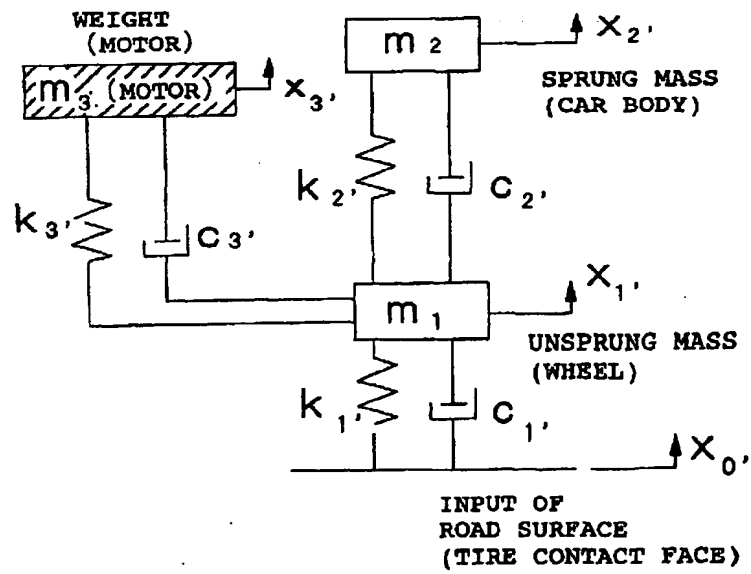 WEIGHT
(MOTOR)
m3.(MOTOR)
x3,
m2
x2,
SPRUNG MASS
(CAR BODY)
k3,
c3,
k2,
c2,
m1
x1,
UNSPRUNG MASS
(WHEEL)
k1,
c1,
x0,
INPUT OF
ROAD SURFACE
(TIRE CONTACT FACE)